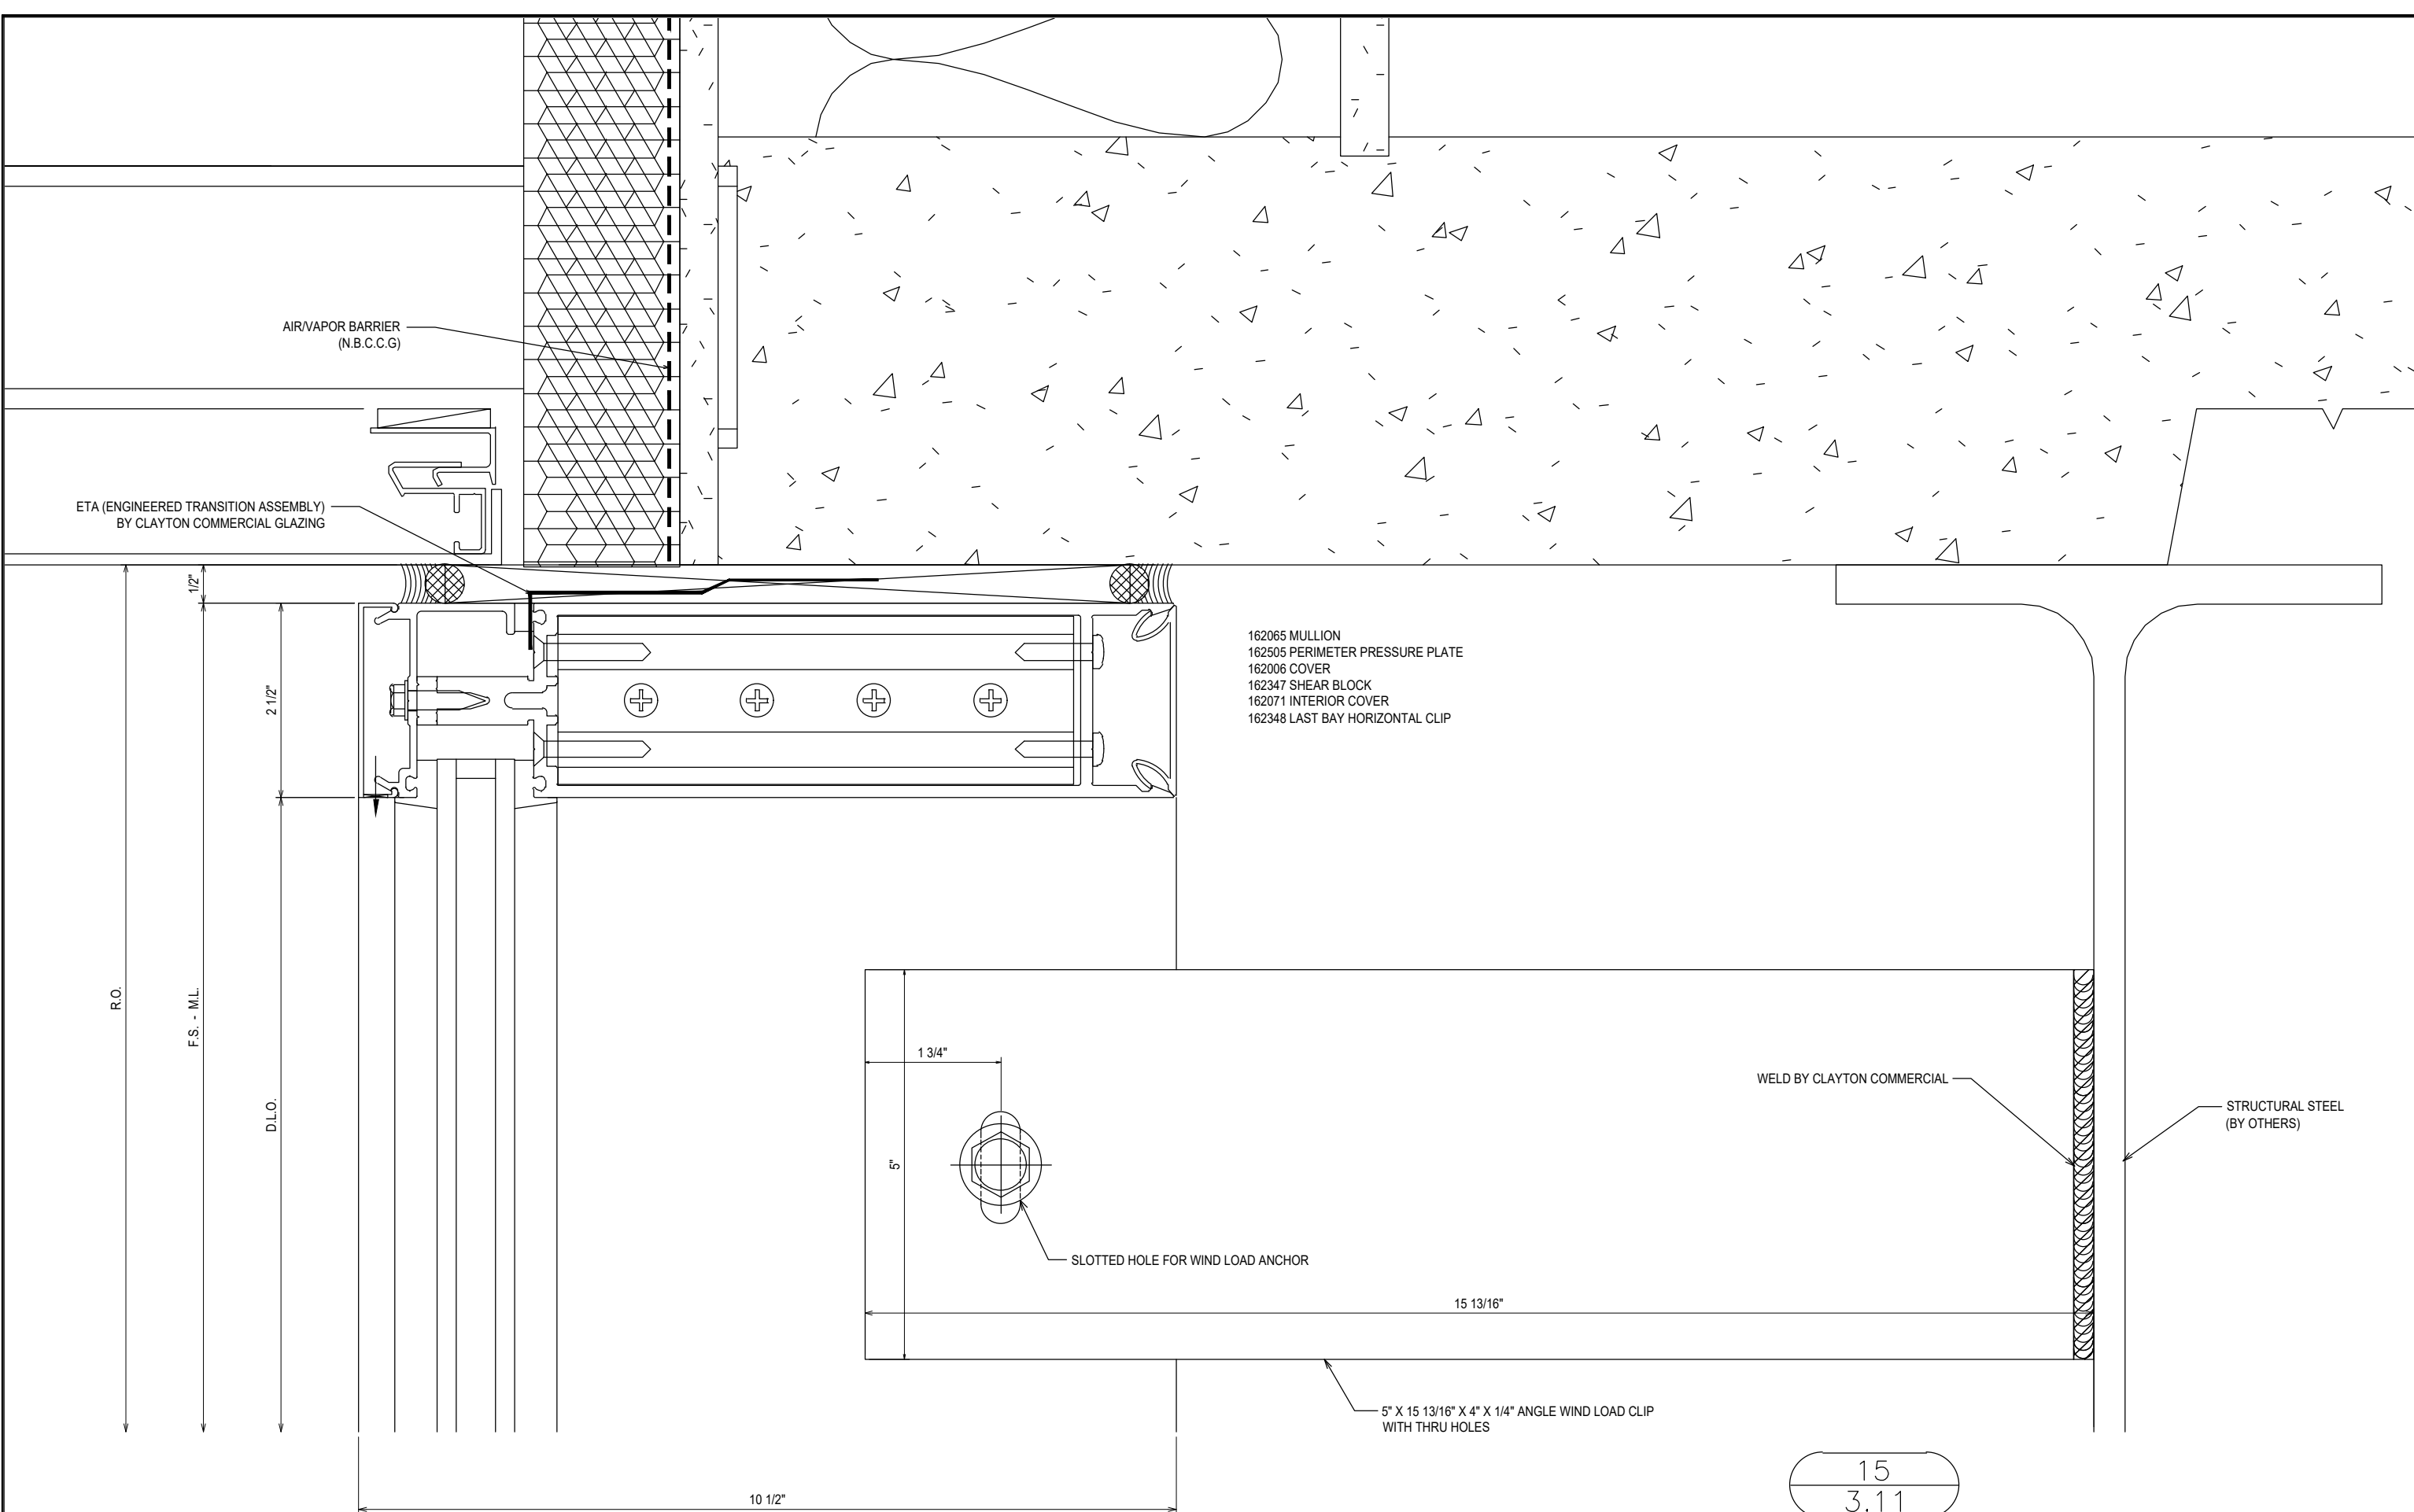 AIR/VAPOR BARRIER
(N.B.C.C.G)
ETA (ENGINEERED TRANSITION ASSEMBLY)
BY CLAYTON COMMERCIAL GLAZING
1/2"
2 1/2"
162065 MULLION
162505 PERIMETER PRESSURE PLATE
162006 COVER
162347 SHEAR BLOCK
162071 INTERIOR COVER
162348 LAST BAY HORIZONTAL CLIP
R.O.
F.S. - M.L.
D.L.O.
1 3/4"
5"
WELD BY CLAYTON COMMERCIAL
STRUCTURAL STEEL
(BY OTHERS)
SLOTTED HOLE FOR WIND LOAD ANCHOR
15 13/16"
5" X 15 13/16" X 4" X 1/4" ANGLE WIND LOAD CLIP
WITH THRU HOLES
10 1/2"
15
3.11